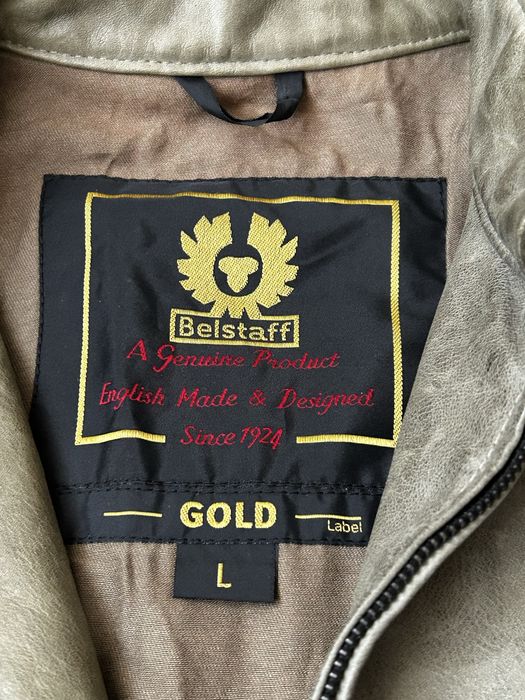 Belstaff
A Genuine Product
English Made & Designed
Since 1924
GOLD
Label
L